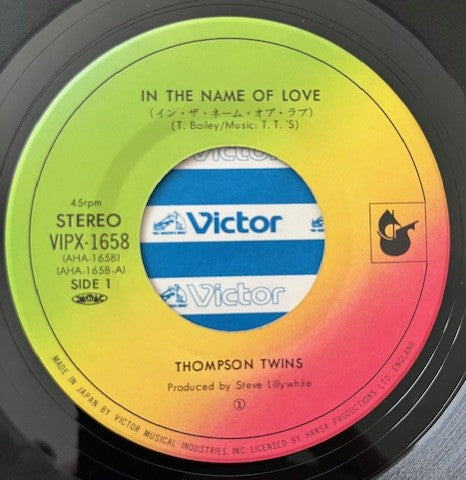 IN THE NAME OF LOVE
(イン・ザ・ネーム・オブ・ラブ)
(T. Bailey/Music: T. T.'S)
45rpm
STEREO
VIPX-1658
(AHA-1658)
(AHA-1658-A)
SIDE 1
Victor
Victor
THOMPSON TWINS
Produced by Steve Lillywhite
①
MADE IN JAPAN BY VICTOR MUSICAL INDUSTRIES, INC. LICENSED BY HANSA PRODUCTIONS LTD. ENGLAND